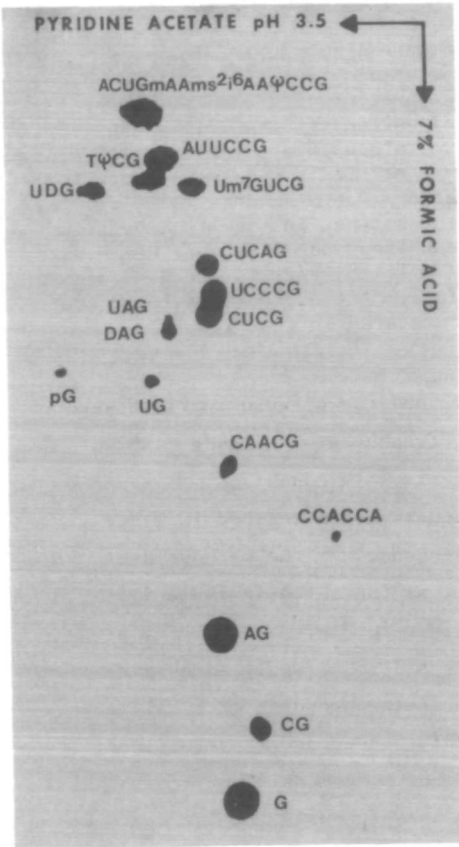 PYRIDINE ACETATE pH 3.5
7% FORMIC ACID
ACUGmAAms²i⁶AAψCCG
AUUCCG
TψCG
UDG
Um⁷GUCG
CUCAG
UCCCG
UAG
CUCG
DAG
pG
UG
CAACG
CCACCA
AG
CG
G